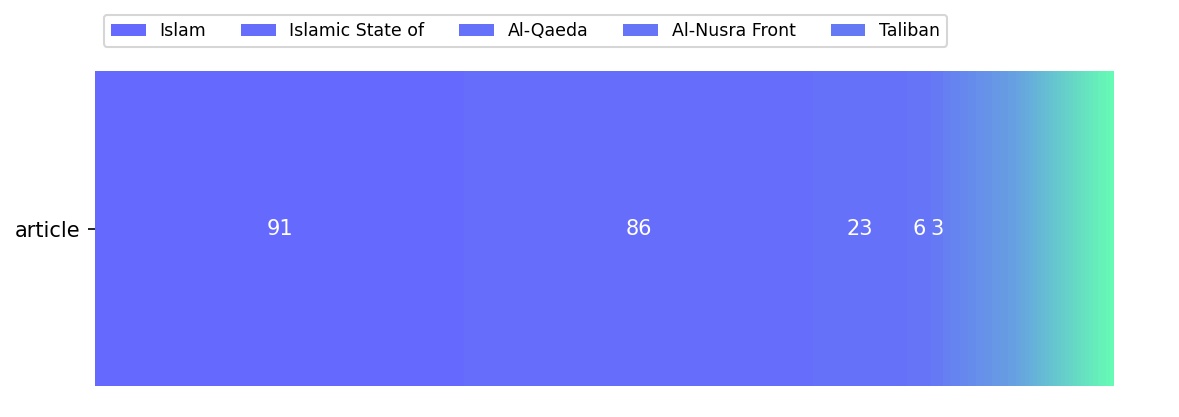 Islam Islamic State of Al-Qaeda Al-Nusra Front Taliban
article 91 86 23 6 3